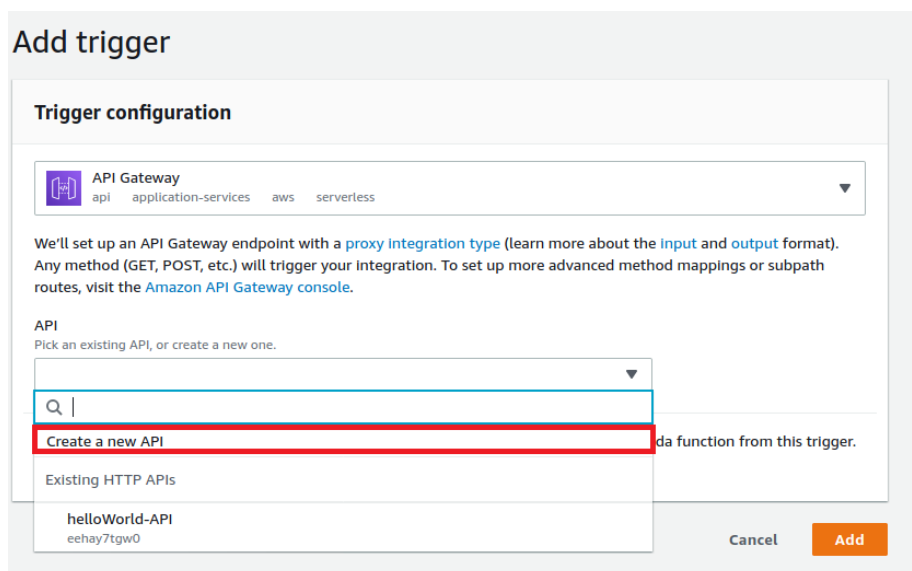 Add trigger
Trigger configuration
API Gateway
api application-services aws serverless
We'll set up an API Gateway endpoint with a proxy integration type (learn more about the input and output format).
Any method (GET, POST, etc.) will trigger your integration. To set up more advanced method mappings or subpath
routes, visit the Amazon API Gateway console.
API
Pick an existing API, or create a new one.
Create a new API
da function from this trigger.
Existing HTTP APIs
helloWorld-API
eehay7tgw0
Cancel Add